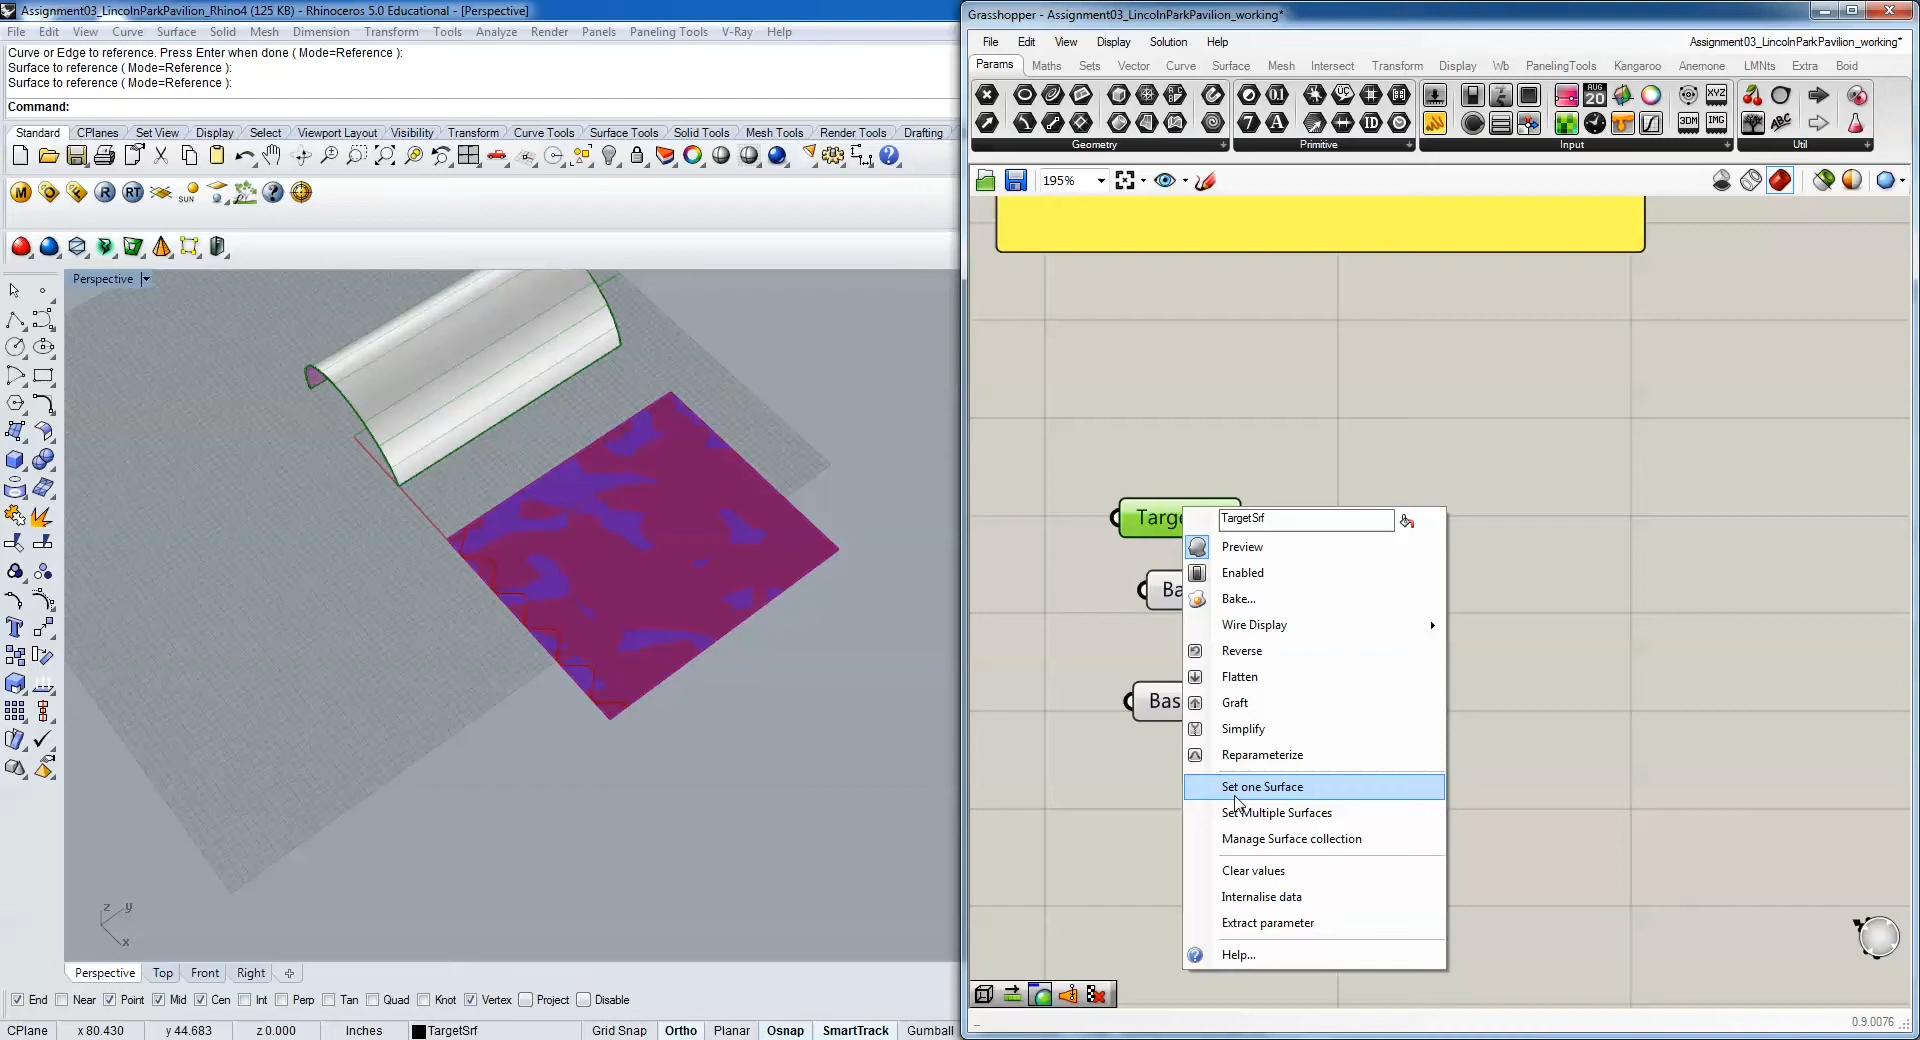 Assignment03_LincolnParkPavilion_Rhino4 (125 KB) - Rhinoceros 5.0 Educational - [Perspective]
File Edit View Curve Surface Solid Mesh Dimension Transform Tools Analyze Render Panels Paneling Tools V-Ray Help
Curve or Edge to reference. Press Enter when done ( Mode=Reference ):
Surface to reference ( Mode=Reference ):
Surface to reference ( Mode=Reference ):
Command:
Standard CPlanes Set View Display Select Viewport Layout Visibility Transform Curve Tools Surface Tools Solid Tools Mesh Tools Render Tools Drafting
M O F R RT SUN
Perspective
z y
x
Perspective Top Front Right
End Near Point Mid Cen Int Perp Tan Quad Knot Vertex Project Disable
CPlane x 80.430 y 44.683 z 0.000 Inches TargetSrf Grid Snap Ortho Planar Osnap SmartTrack Gumball
Grasshopper - Assignment03_LincolnParkPavilion_working*
File Edit View Display Solution Help Assignment03_LincolnParkPavilion_working*
Params Maths Sets Vector Curve Surface Mesh Intersect Transform Display Wb PanelingTools Kangaroo Anemone LMNts Extra Boid
Geometry Primitive Input Util
195%
Targe
Ba
Bas
TargetSrf
Preview
Enabled
Bake...
Wire Display
Reverse
Flatten
Graft
Simplify
Reparameterize
Set one Surface
Set Multiple Surfaces
Manage Surface collection
Clear values
Internalise data
Extract parameter
Help...
0.9.0076